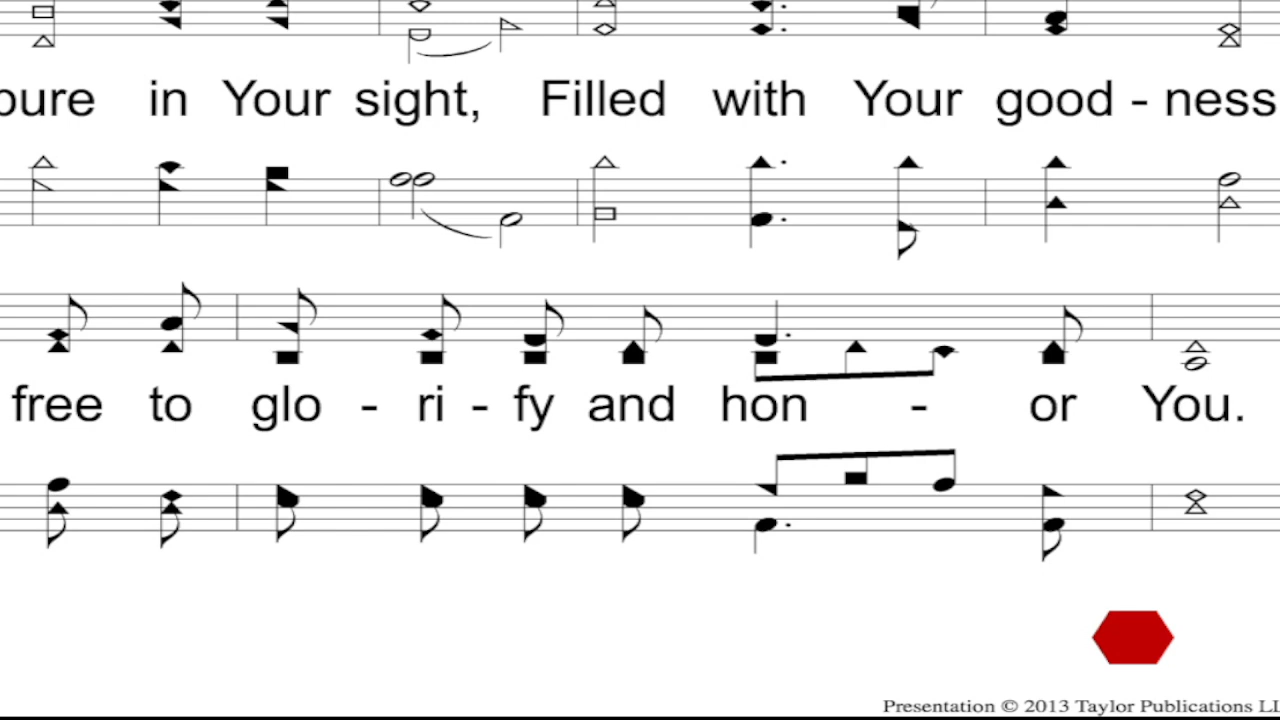 pure in Your sight, Filled with Your good - ness
free to glo - ri - fy and hon - or You.
Presentation © 2013 Taylor Publications LL